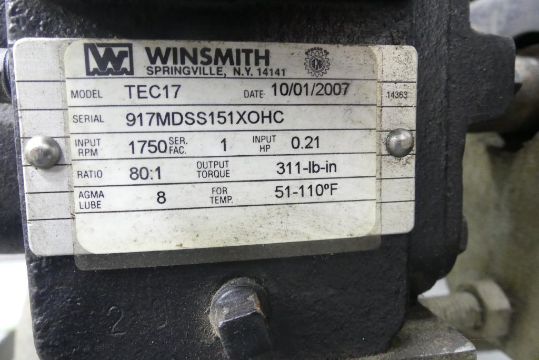 W WINSMITH
SPRINGVILLE, N.Y. 14141
MODEL TEC17 DATE 10/01/2007 14363
SERIAL 917MDSS151XOHC
INPUT RPM 1750 SER. FAC. 1 INPUT HP 0.21
RATIO 80:1 OUTPUT TORQUE 311-lb-in
AGMA LUBE 8 FOR TEMP. 51-110ºF